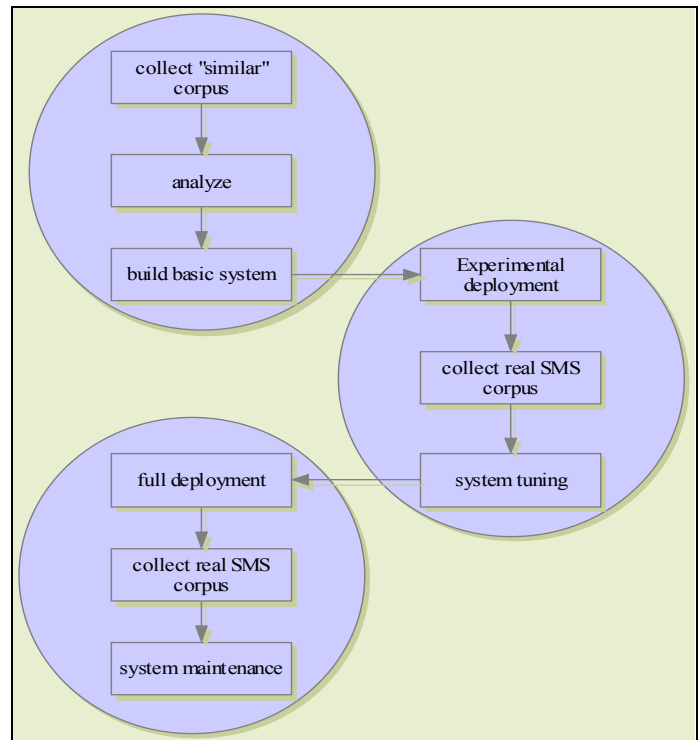 collect "similar"
corpus
analyze
build basic system
Experimental
deployment
collect real SMS
corpus
system tuning
full deployment
collect real SMS
corpus
system maintenance